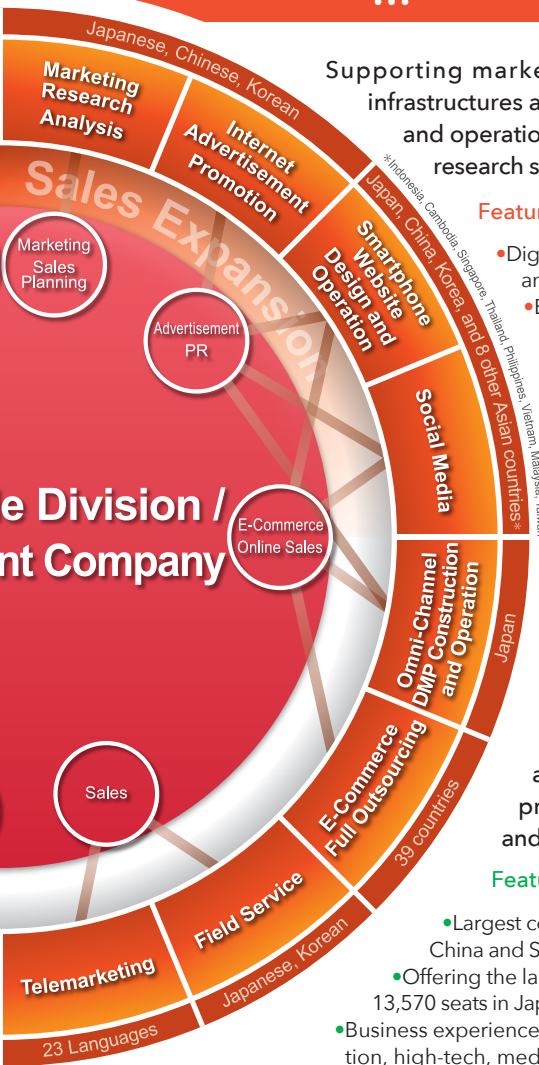 Japanese, Chinese, Korean
Marketing
Research
Analysis
Internet
Advertisement
Promotion
Smartphone
Website
Design and
Operation
Social Media
Japan, China, Korea, and 8 other Asian countries*
*Indonesia, Cambodia, Singapore, Thailand, Philippines, Vietnam, Malaysia, Taiwan
Omni-Channel
DMP Construction
and Operation
Japan
E-Commerce
Full Outsourcing
39 countries
Field Service
Japanese, Korean
Telemarketing
23 Languages
Sales Expansion
Marketing
Sales
Planning
Advertisement
PR
E-Commerce
Online Sales
Sales
e Division /
nt Company
Supporting marke
infrastructures a
and operatio
research s
Featur
•Dig
an
•E
a
pr
and
Featu
•Largest co
China and S
•Offering the la
13,570 seats in Jap
•Business experience
tion, high-tech, med